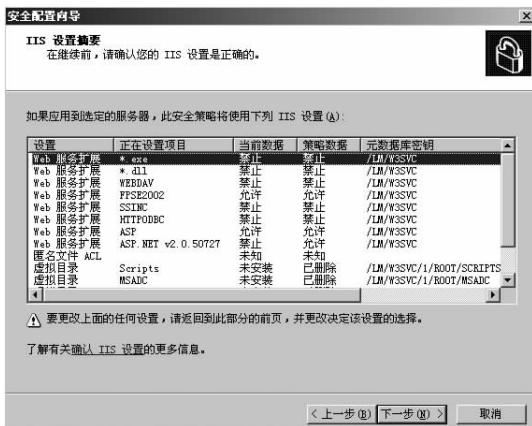 安全配置向导
IIS 设置摘要
在继续前，请确认您的 IIS 设置是正确的。
如果应用到选定的服务器，此安全策略将使用下列 IIS 设置(A):
设置 正在设置项目 当前数据 策略数据 元数据库密钥
Web 服务扩展 *.exe 禁止 禁止 /LM/W3SVC
Web 服务扩展 *.dll 禁止 禁止 /LM/W3SVC
Web 服务扩展 WEBDAV 禁止 禁止 /LM/W3SVC
Web 服务扩展 FPSE2002 允许 允许 /LM/W3SVC
Web 服务扩展 SSINC 禁止 禁止 /LM/W3SVC
Web 服务扩展 HTTPODBC 禁止 禁止 /LM/W3SVC
Web 服务扩展 ASP 禁止 允许 /LM/W3SVC
Web 服务扩展 ASP.NET v2.0.50727 禁止 允许 /LM/W3SVC
匿名文件 ACL 未知 未知
虚拟目录 Scripts 未安装 已删除 /LM/W3SVC/1/ROOT/SCRIPTS
虚拟目录 MSADC 未安装 已删除 /LM/W3SVC/1/ROOT/MSADC
要更改上面的任何设置，请返回到此部分的前页，并更改决定该设置的选择。
了解有关确认 IIS 设置的更多信息。
< 上一步(B) 下一步(N) > 取消